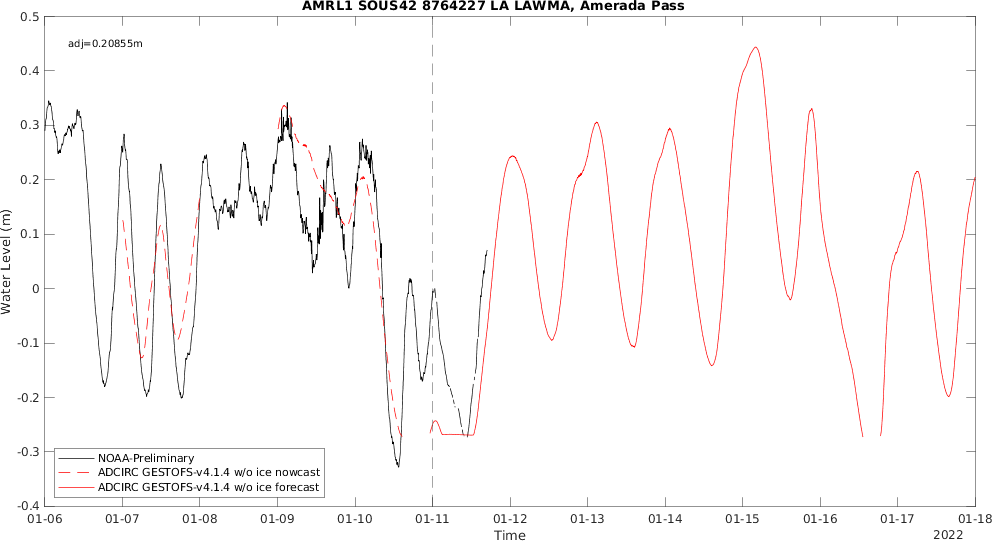 AMRL1 SOUS42 8764227 LA LAWMA, Amerada Pass
adj=0.20855m
Water Level (m)
0.5
0.4
0.3
0.2
0.1
0
-0.1
-0.2
-0.3
-0.4
NOAA-Preliminary
ADCIRC GESTOFS-v4.1.4 w/o ice nowcast
ADCIRC GESTOFS-v4.1.4 w/o ice forecast
01-06 01-07 01-08 01-09 01-10 01-11 01-12 01-13 01-14 01-15 01-16 01-17 01-18
Time
2022